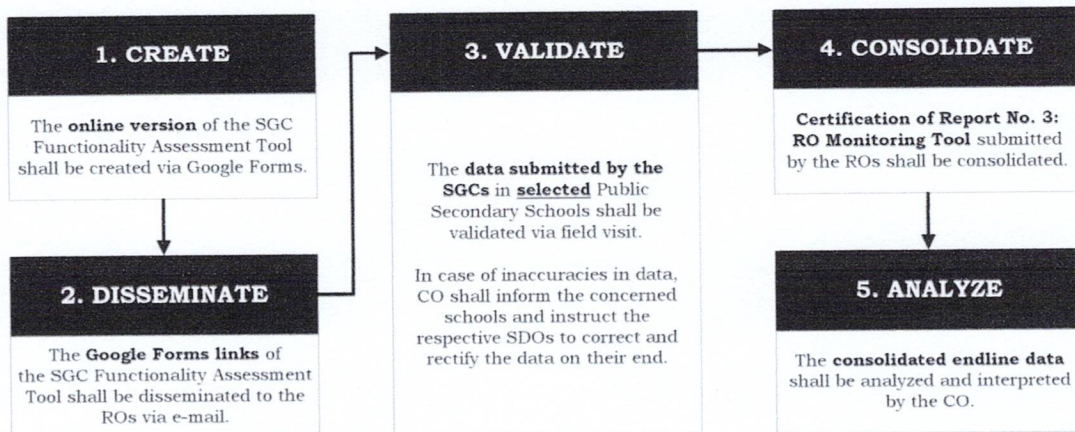 1. CREATE
The online version of the SGC
Functionality Assessment Tool
shall be created via Google Forms.
2. DISSEMINATE
The Google Forms links of
the SGC Functionality Assessment
Tool shall be disseminated to the
ROs via e-mail.
3. VALIDATE
The data submitted by the
SGCs in selected Public
Secondary Schools shall be
validated via field visit.
In case of inaccuracies in data,
CO shall inform the concerned
schools and instruct the
respective SDOs to correct and
rectify the data on their end.
4. CONSOLIDATE
Certification of Report No. 3:
RO Monitoring Tool submitted
by the ROs shall be consolidated.
5. ANALYZE
The consolidated endline data
shall be analyzed and interpreted
by the CO.